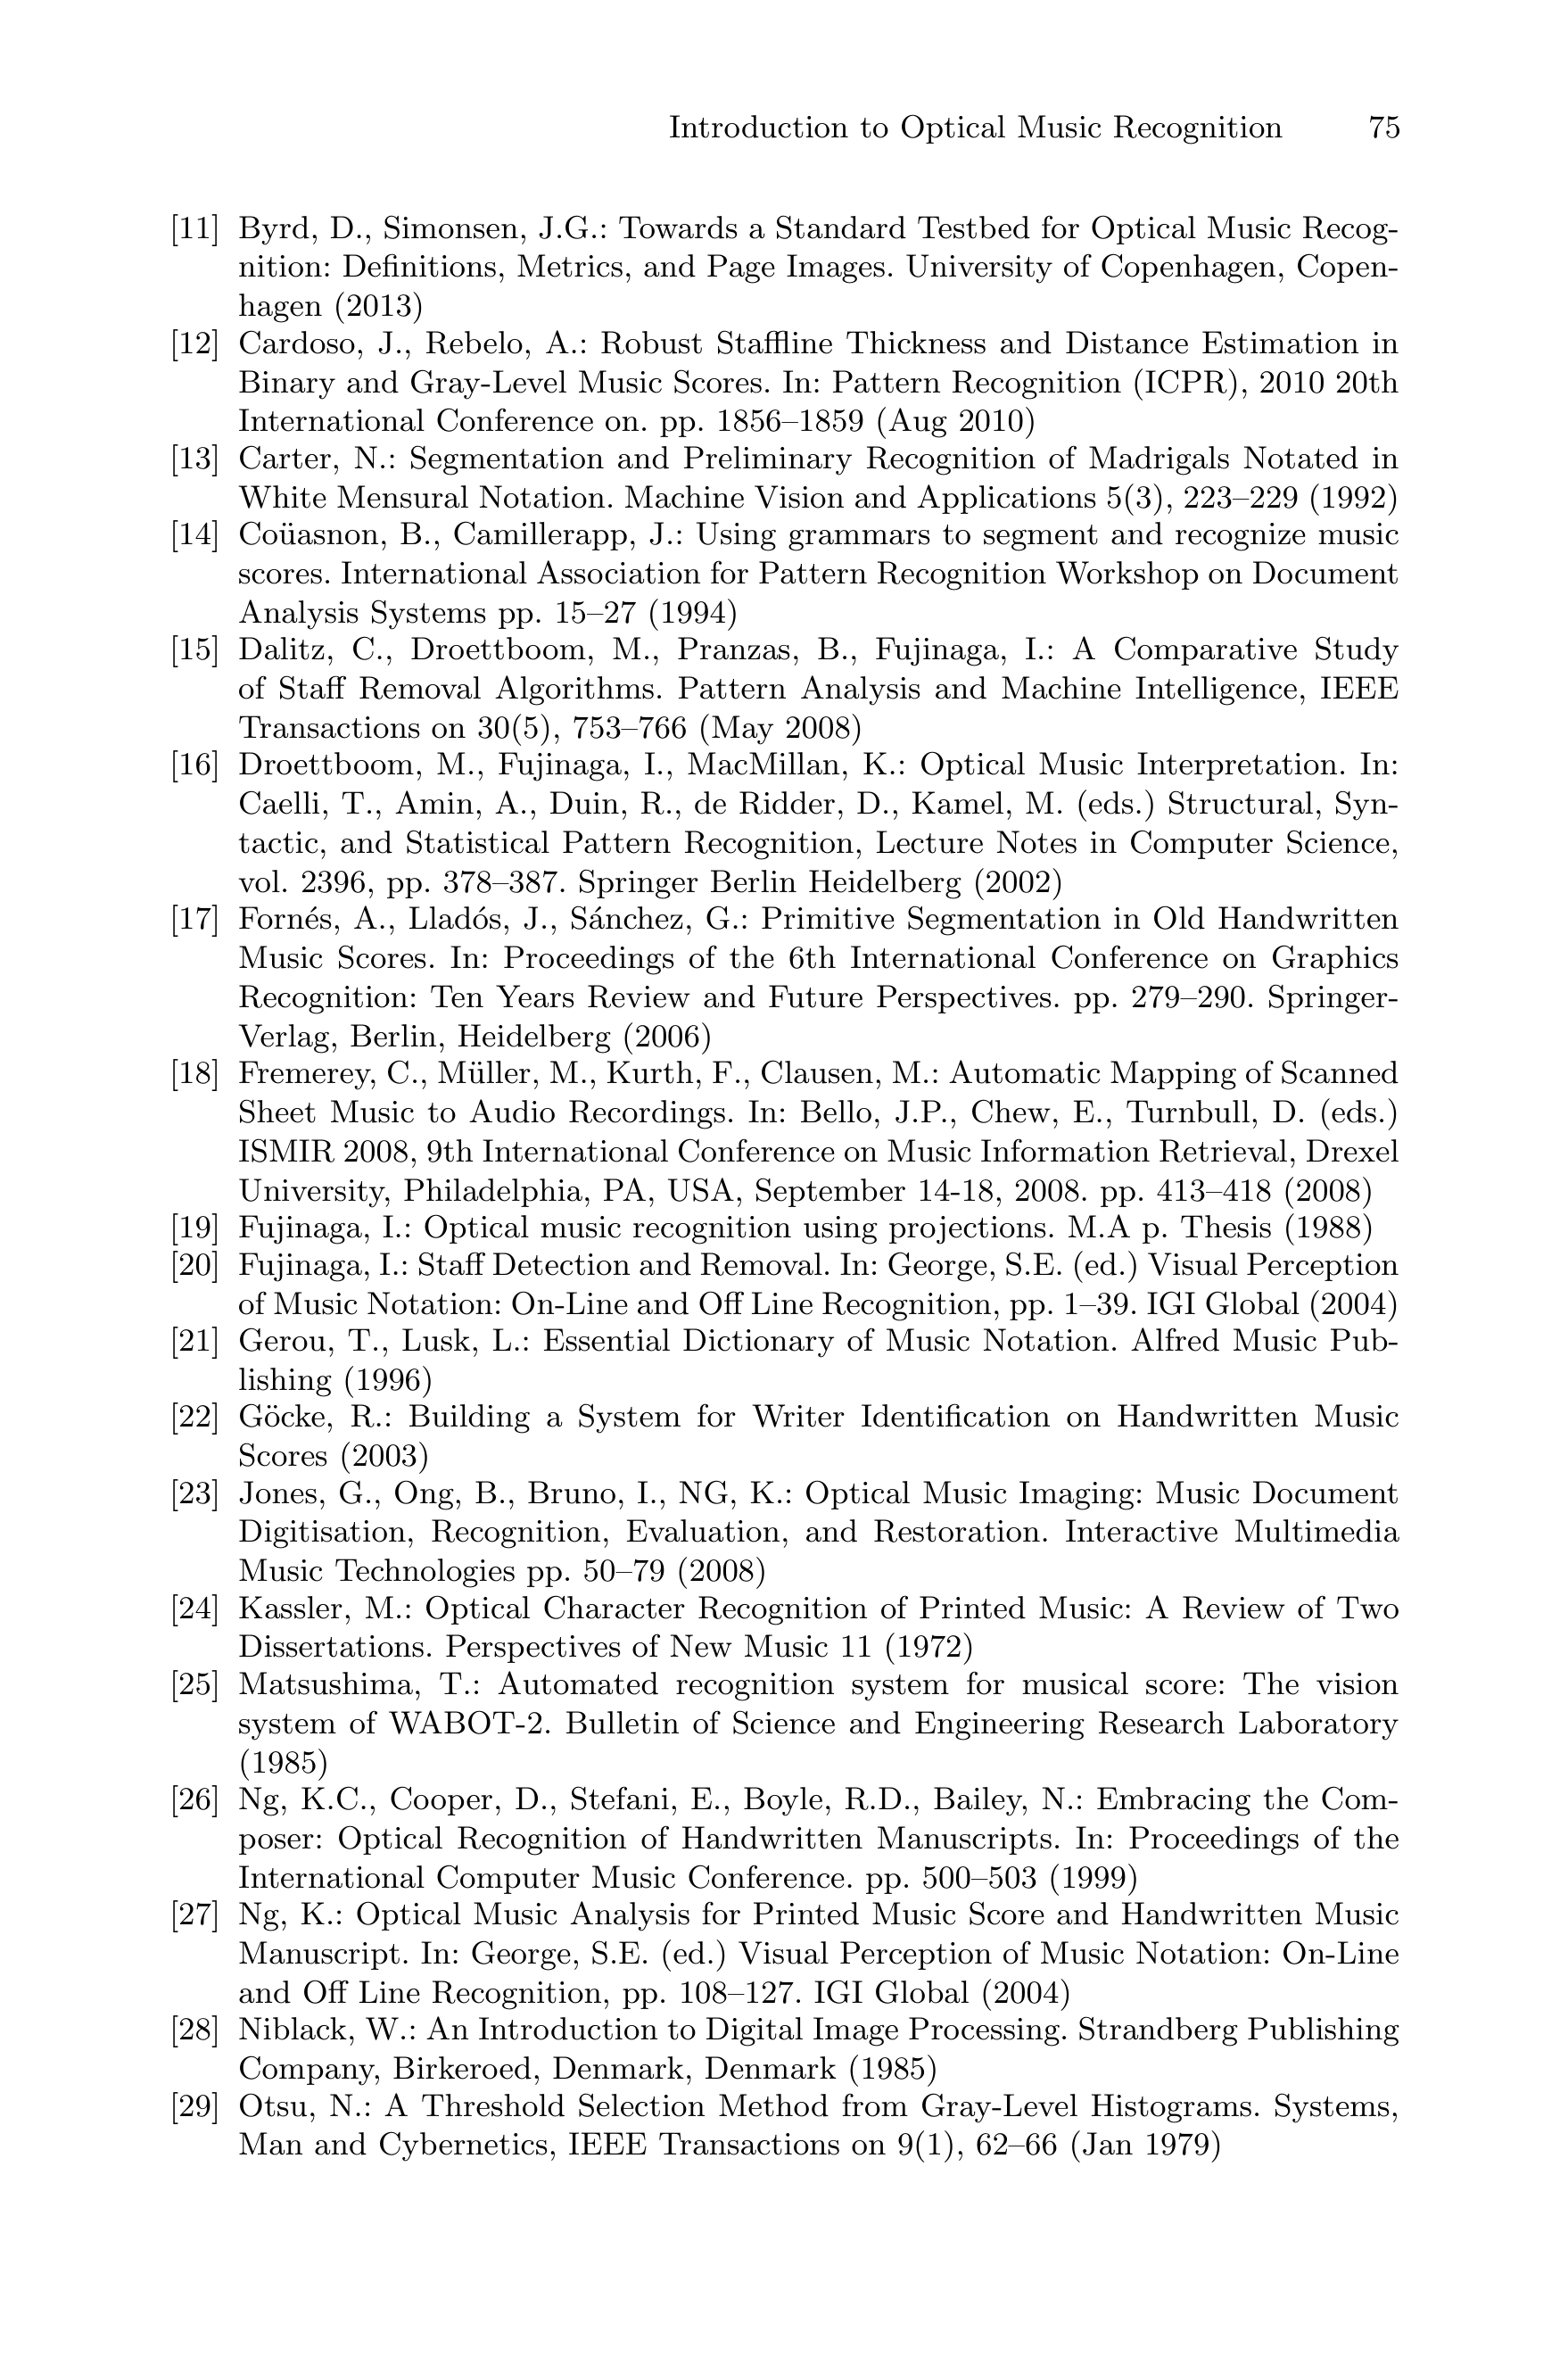 Introduction to Optical Music Recognition 75
[11] Byrd, D., Simonsen, J.G.: Towards a Standard Testbed for Optical Music Recog-
nition: Definitions, Metrics, and Page Images. University of Copenhagen, Copen-
hagen (2013)
[12] Cardoso, J., Rebelo, A.: Robust Staffline Thickness and Distance Estimation in
Binary and Gray-Level Music Scores. In: Pattern Recognition (ICPR), 2010 20th
International Conference on. pp. 1856–1859 (Aug 2010)
[13] Carter, N.: Segmentation and Preliminary Recognition of Madrigals Notated in
White Mensural Notation. Machine Vision and Applications 5(3), 223–229 (1992)
[14] Coüasnon, B., Camillerapp, J.: Using grammars to segment and recognize music
scores. International Association for Pattern Recognition Workshop on Document
Analysis Systems pp. 15–27 (1994)
[15] Dalitz, C., Droettboom, M., Pranzas, B., Fujinaga, I.: A Comparative Study
of Staff Removal Algorithms. Pattern Analysis and Machine Intelligence, IEEE
Transactions on 30(5), 753–766 (May 2008)
[16] Droettboom, M., Fujinaga, I., MacMillan, K.: Optical Music Interpretation. In:
Caelli, T., Amin, A., Duin, R., de Ridder, D., Kamel, M. (eds.) Structural, Syn-
tactic, and Statistical Pattern Recognition, Lecture Notes in Computer Science,
vol. 2396, pp. 378–387. Springer Berlin Heidelberg (2002)
[17] Fornés, A., Lladós, J., Sánchez, G.: Primitive Segmentation in Old Handwritten
Music Scores. In: Proceedings of the 6th International Conference on Graphics
Recognition: Ten Years Review and Future Perspectives. pp. 279–290. Springer-
Verlag, Berlin, Heidelberg (2006)
[18] Fremerey, C., Müller, M., Kurth, F., Clausen, M.: Automatic Mapping of Scanned
Sheet Music to Audio Recordings. In: Bello, J.P., Chew, E., Turnbull, D. (eds.)
ISMIR 2008, 9th International Conference on Music Information Retrieval, Drexel
University, Philadelphia, PA, USA, September 14-18, 2008. pp. 413–418 (2008)
[19] Fujinaga, I.: Optical music recognition using projections. M.A p. Thesis (1988)
[20] Fujinaga, I.: Staff Detection and Removal. In: George, S.E. (ed.) Visual Perception
of Music Notation: On-Line and Off Line Recognition, pp. 1–39. IGI Global (2004)
[21] Gerou, T., Lusk, L.: Essential Dictionary of Music Notation. Alfred Music Pub-
lishing (1996)
[22] Göcke, R.: Building a System for Writer Identification on Handwritten Music
Scores (2003)
[23] Jones, G., Ong, B., Bruno, I., NG, K.: Optical Music Imaging: Music Document
Digitisation, Recognition, Evaluation, and Restoration. Interactive Multimedia
Music Technologies pp. 50–79 (2008)
[24] Kassler, M.: Optical Character Recognition of Printed Music: A Review of Two
Dissertations. Perspectives of New Music 11 (1972)
[25] Matsushima, T.: Automated recognition system for musical score: The vision
system of WABOT-2. Bulletin of Science and Engineering Research Laboratory
(1985)
[26] Ng, K.C., Cooper, D., Stefani, E., Boyle, R.D., Bailey, N.: Embracing the Com-
poser: Optical Recognition of Handwritten Manuscripts. In: Proceedings of the
International Computer Music Conference. pp. 500–503 (1999)
[27] Ng, K.: Optical Music Analysis for Printed Music Score and Handwritten Music
Manuscript. In: George, S.E. (ed.) Visual Perception of Music Notation: On-Line
and Off Line Recognition, pp. 108–127. IGI Global (2004)
[28] Niblack, W.: An Introduction to Digital Image Processing. Strandberg Publishing
Company, Birkeroed, Denmark, Denmark (1985)
[29] Otsu, N.: A Threshold Selection Method from Gray-Level Histograms. Systems,
Man and Cybernetics, IEEE Transactions on 9(1), 62–66 (Jan 1979)